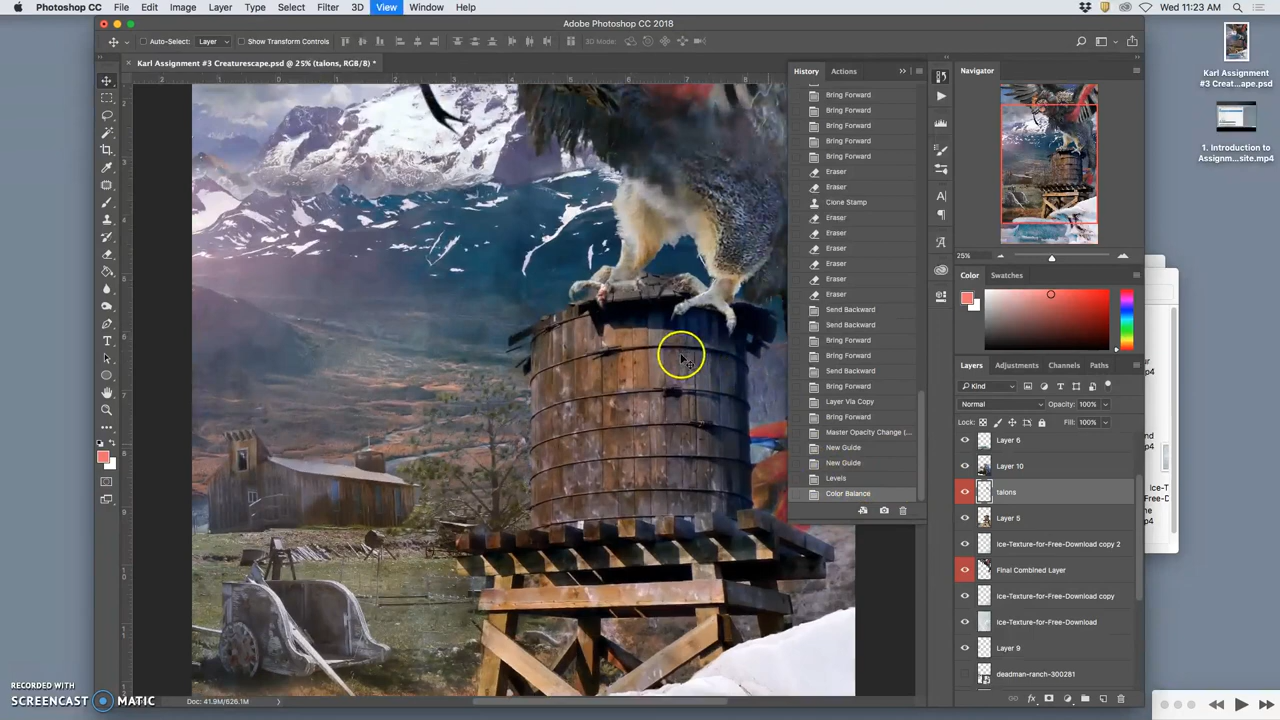 Photoshop CC File Edit Image Layer Type Select Filter 3D View Window Help
Wed 11:23 AM
Adobe Photoshop CC 2018
Auto-Select: Layer Show Transform Controls 3D Mode:
Karl Assignment #3 Creaturescape.psd @ 25% (talons, RGB/8) *
History Actions
Bring Forward
Bring Forward
Bring Forward
Bring Forward
Bring Forward
Eraser
Eraser
Clone Stamp
Eraser
Eraser
Eraser
Eraser
Eraser
Eraser
Send Backward
Send Backward
Bring Forward
Bring Forward
Send Backward
Bring Forward
Layer Via Copy
Bring Forward
Master Opacity Change (...
New Guide
New Guide
Levels
Color Balance
Navigator
25%
Color Swatches
Layers Adjustments Channels Paths
Kind
Normal Opacity: 100%
Lock: Fill: 100%
Layer 6
Layer 10
talons
Layer 5
Ice-Texture-for-Free-Download copy 2
Final Combined Layer
Ice-Texture-for-Free-Download copy
Ice-Texture-for-Free-Download
Layer 9
deadman-ranch-300281
Karl Assignment
#3 Creat...ape.psd
1. Introduction to
Assignm...site.mp4
Doc: 41.9M/626.1M
RECORDED WITH
SCREENCAST MATIC